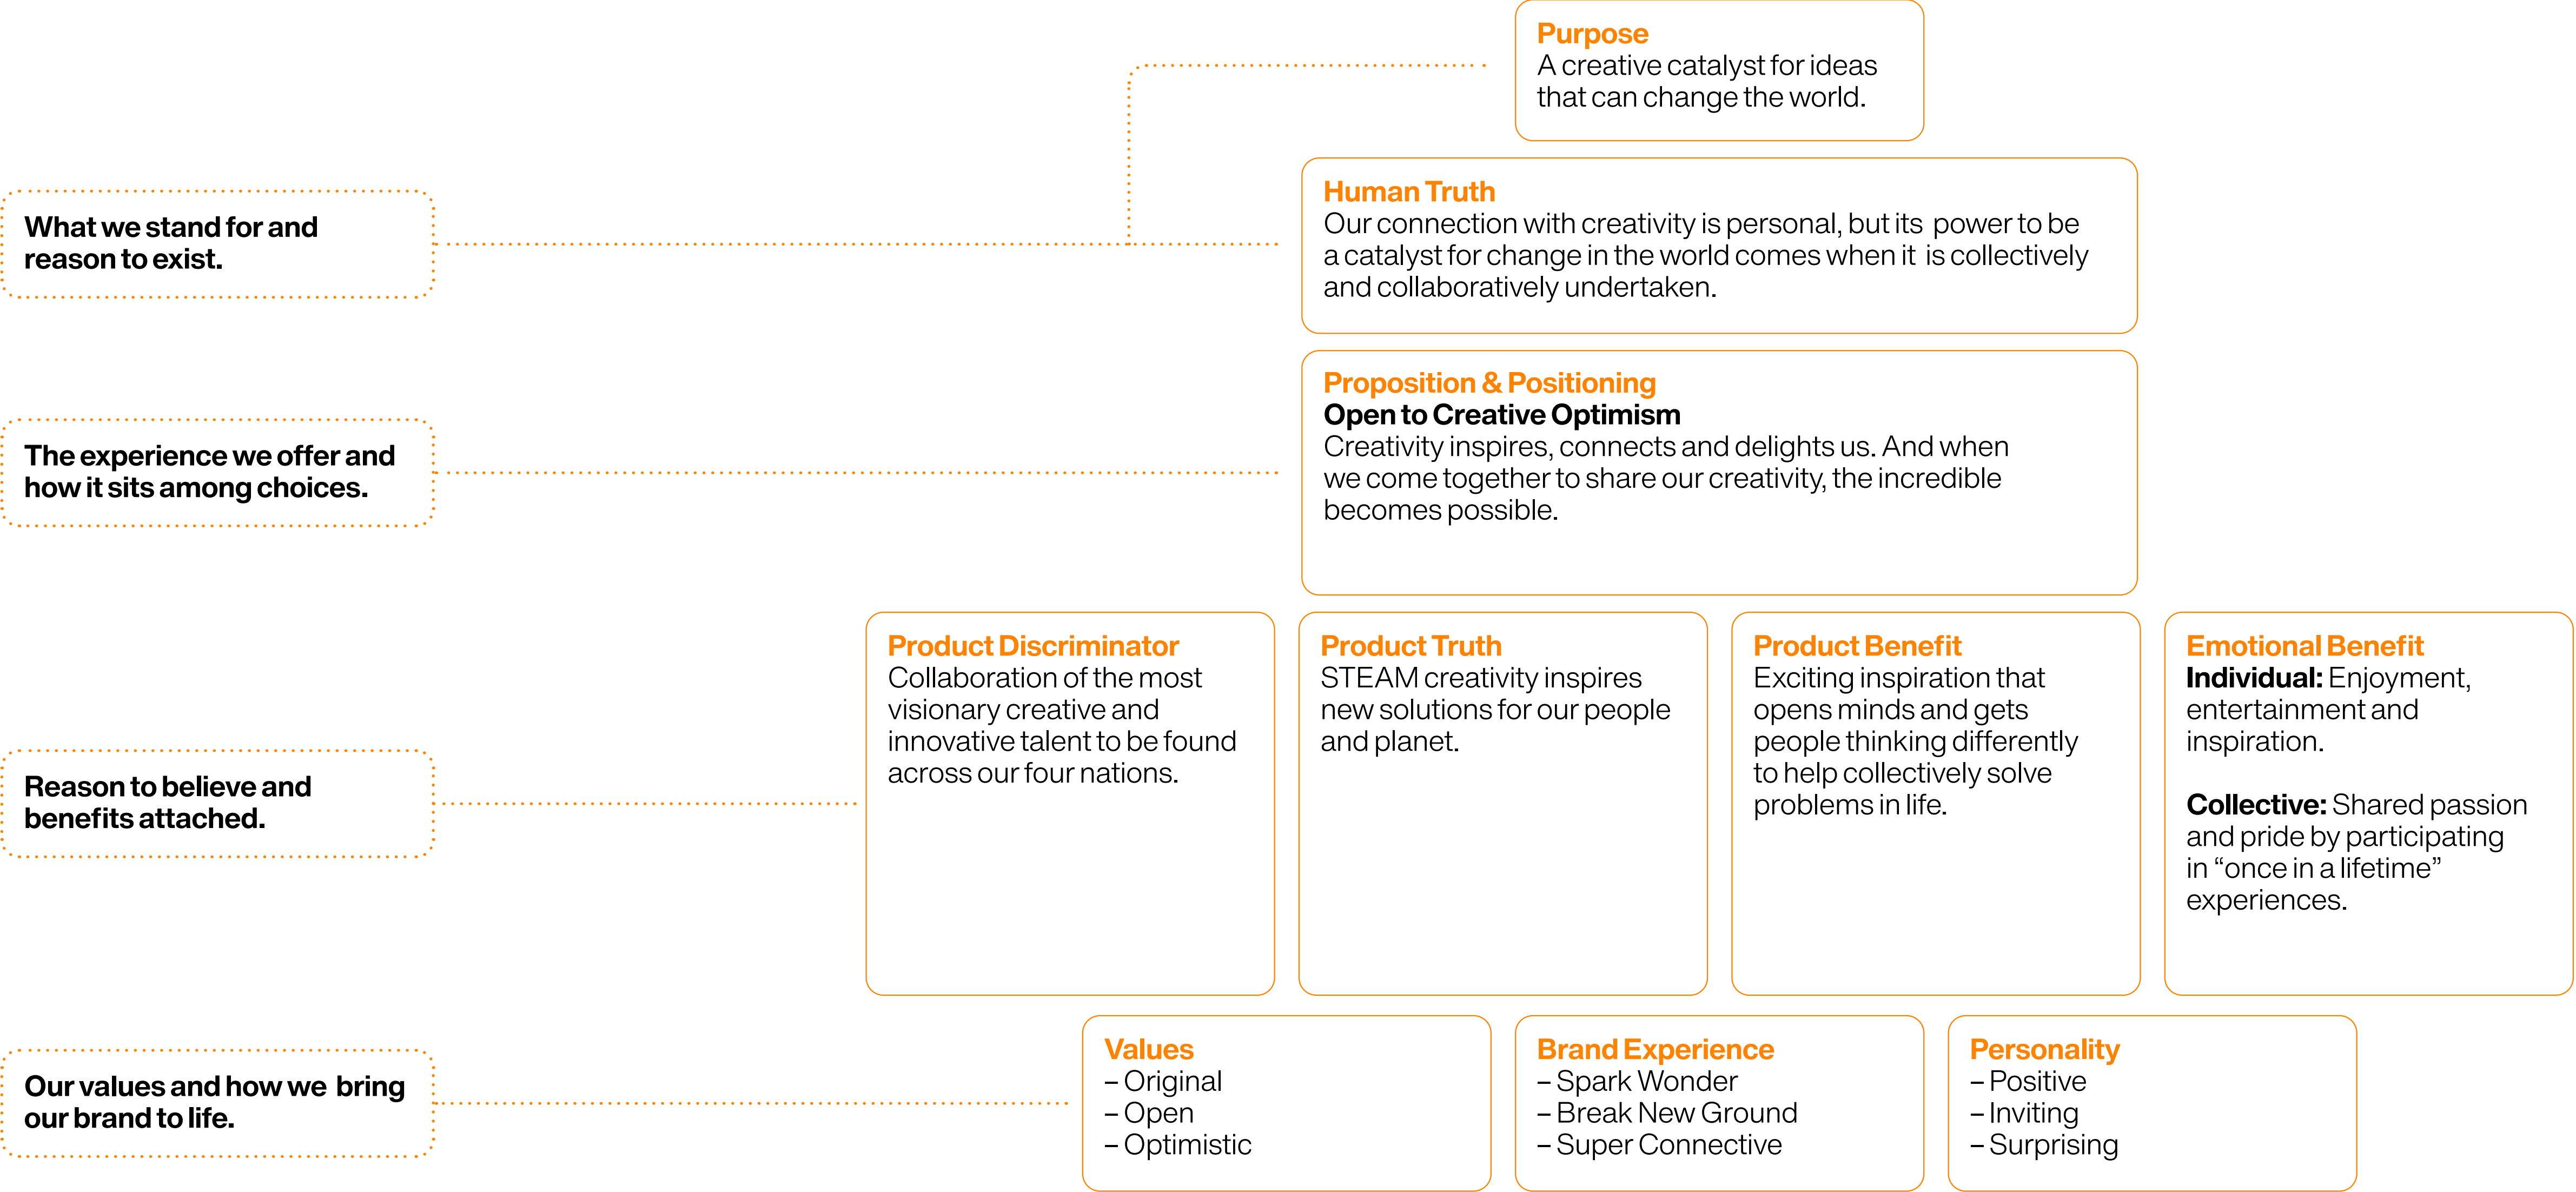 Purpose
A creative catalyst for ideas
that can change the world.
What we stand for and
reason to exist.
Human Truth
Our connection with creativity is personal, but its power to be
a catalyst for change in the world comes when it is collectively
and collaboratively undertaken.
The experience we offer and
how it sits among choices.
Proposition & Positioning
Open to Creative Optimism
Creativity inspires, connects and delights us. And when
we come together to share our creativity, the incredible
becomes possible.
Reason to believe and
benefits attached.
Product Discriminator
Collaboration of the most
visionary creative and
innovative talent to be found
across our four nations.
Product Truth
STEAM creativity inspires
new solutions for our people
and planet.
Product Benefit
Exciting inspiration that
opens minds and gets
people thinking differently
to help collectively solve
problems in life.
Emotional Benefit
Individual: Enjoyment,
entertainment and
inspiration.
Collective: Shared passion
and pride by participating
in “once in a lifetime”
experiences.
Our values and how we bring
our brand to life.
Values
– Original
– Open
– Optimistic
Brand Experience
– Spark Wonder
– Break New Ground
– Super Connective
Personality
– Positive
– Inviting
– Surprising